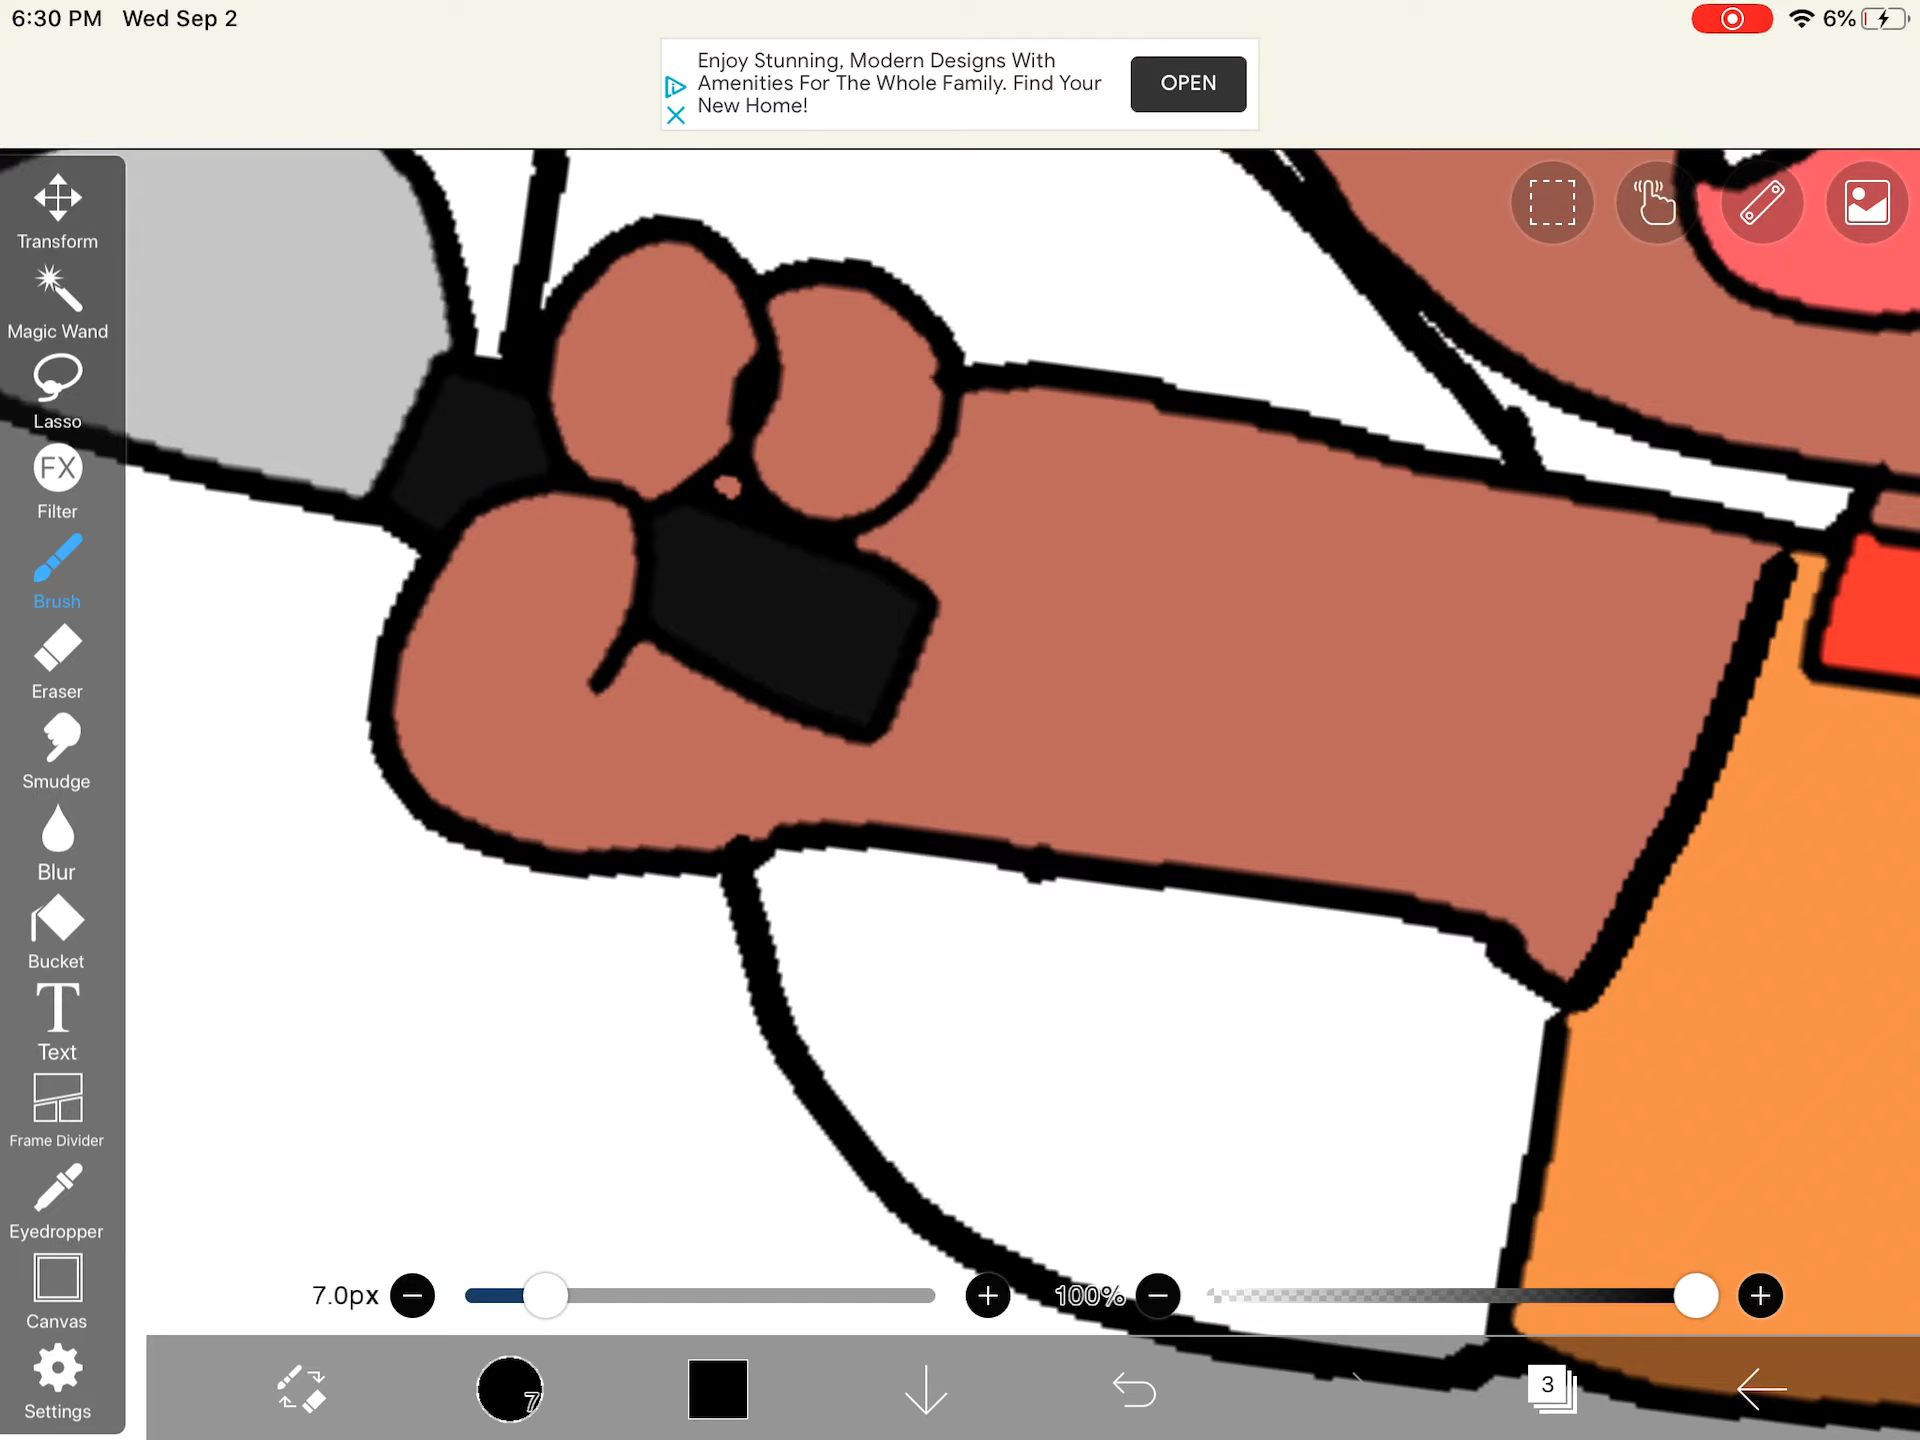 6:30 PM Wed Sep 2
6%
Enjoy Stunning, Modern Designs With
Amenities For The Whole Family. Find Your
New Home!
OPEN
Transform
Magic Wand
Lasso
FX
Filter
Brush
Eraser
Smudge
Blur
Bucket
T
Text
Frame Divider
Eyedropper
Canvas
Settings
7.0px
100%
7
3